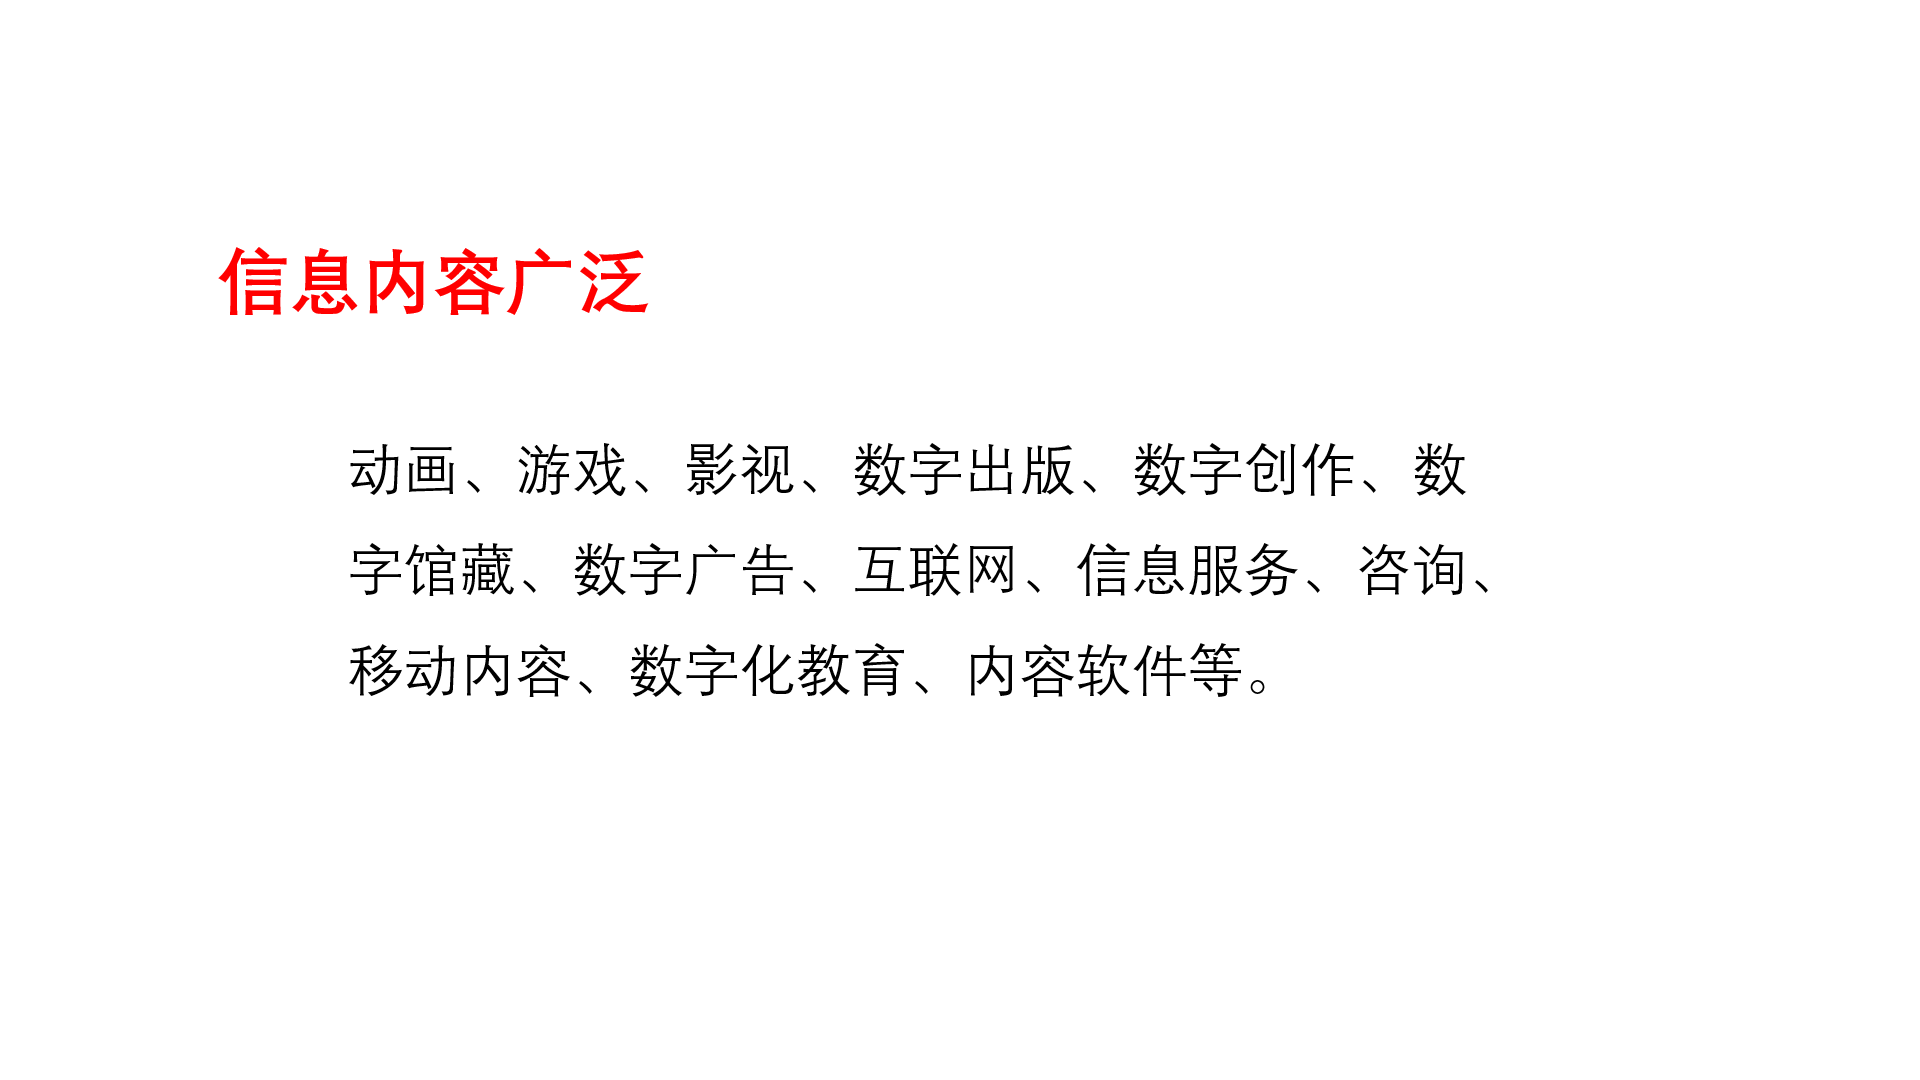 信息内容广泛
动画、游戏、影视、数字出版、数字创作、数
字馆藏、数字广告、互联网、信息服务、咨询、
移动内容、数字化教育、内容软件等。